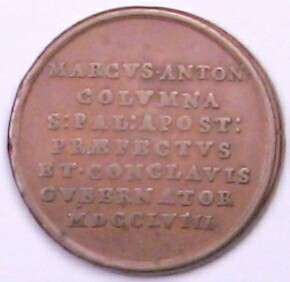 MARCVS·ANTON
COLVMNA
S:PAL:APOST:
PRÆFECTVS
ET·CONCLAVIS
GVBERNATOR
MDCCLVIII